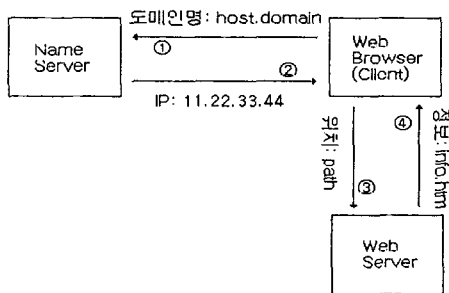 도메인명: host.domain
①
Name
Server
Web
Browser
(Client)
②
IP: 11.22.33.44
위치: path
③
④
정보: info.htm
Web
Server